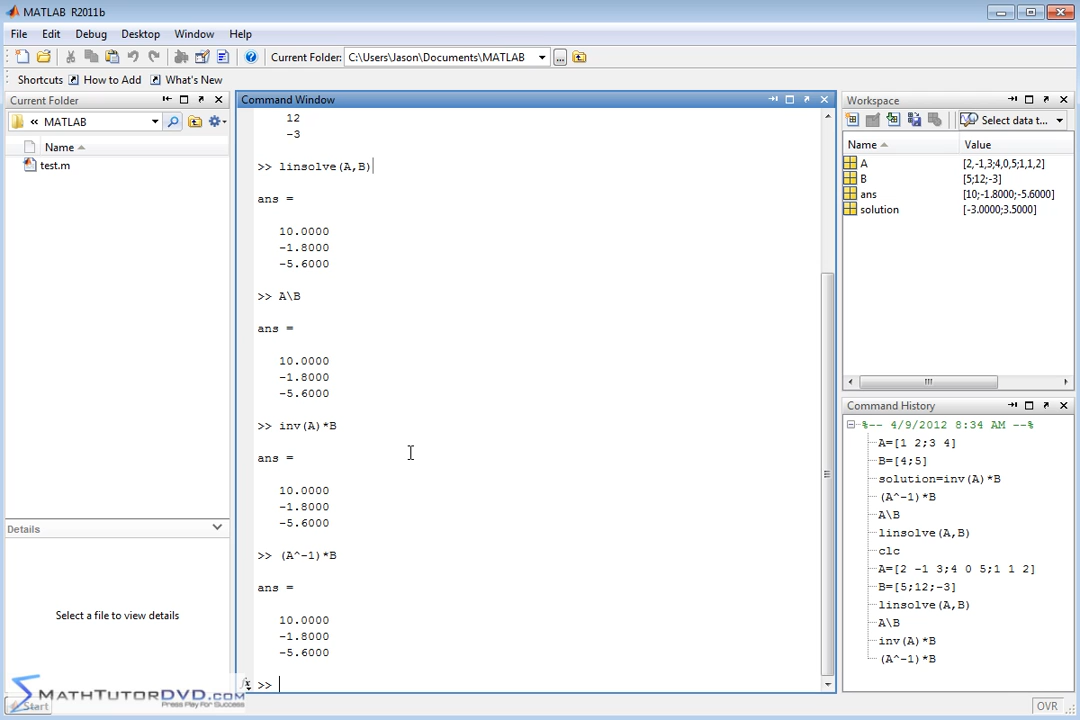 MATLAB R2011b
File Edit Debug Desktop Window Help
Current Folder: C:\Users\Jason\Documents\MATLAB ...
Shortcuts How to Add What's New
Current Folder
« MATLAB
Name
test.m
Details
Select a file to view details
Command Window
12
-3
>> linsolve(A,B)
ans =
10.0000
-1.8000
-5.6000
>> A\B
ans =
10.0000
-1.8000
-5.6000
>> inv(A)*B
ans =
10.0000
-1.8000
-5.6000
>> (A^-1)*B
ans =
10.0000
-1.8000
-5.6000
fx >>
Workspace
Select data t...
Name Value
A [2,-1,3;4,0,5;1,1,2]
B [5;12;-3]
ans [10;-1.8000;-5.6000]
solution [-3.0000;3.5000]
Command History
%-- 4/9/2012 8:34 AM --%
A=[1 2;3 4]
B=[4;5]
solution=inv(A)*B
(A^-1)*B
A\B
linsolve(A,B)
clc
A=[2 -1 3;4 0 5;1 1 2]
B=[5;12;-3]
linsolve(A,B)
A\B
inv(A)*B
(A^-1)*B
MATHTUTORDVD.COM
Press Play For Success
Start
OVR